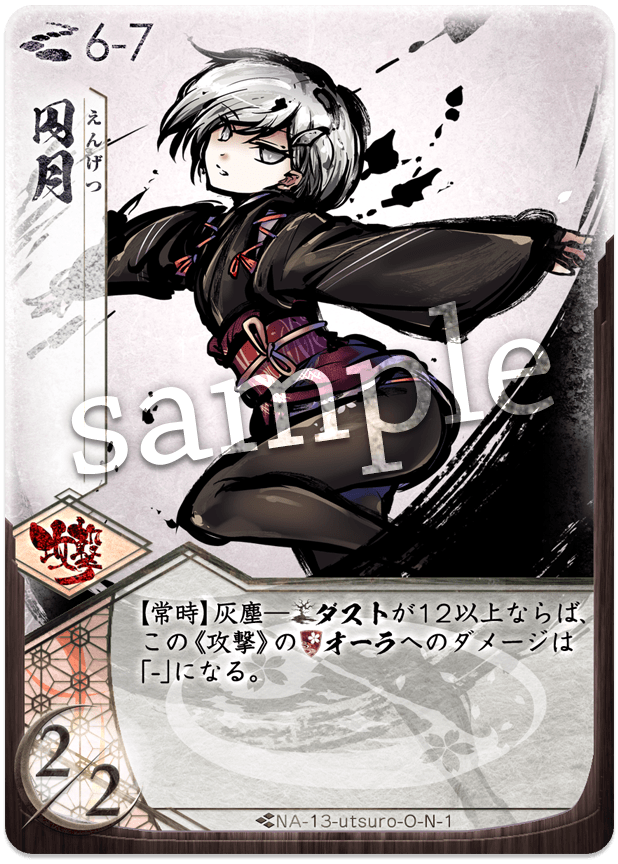 6-7
円月
えんげつ
sample
攻撃
【常時】灰塵―ダストが12以上ならば、
この《攻撃》のオーラへのダメージは
「-」になる。
2/2
NA-13-utsuro-O-N-1